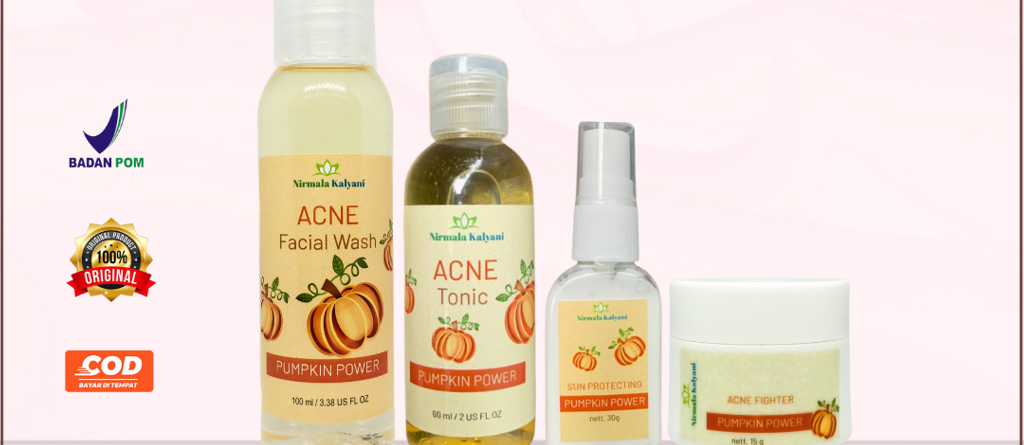 BADAN POM
ORIGINAL PRODUCT
100%
ORIGINAL
COD
BAYAR DI TEMPAT
Nirmala Kalyani
ACNE
Facial Wash
PUMPKIN POWER
100 ml / 3.38 US FL OZ
Nirmala Kalyani
ACNE
Tonic
PUMPKIN POWER
60 ml / 2 US FL OZ
Nirmala Kalyani
SUN PROTECTING
PUMPKIN POWER
nett. 30g
Nirmala Kalyani
ACNE FIGHTER
PUMPKIN POWER
nett. 15 g